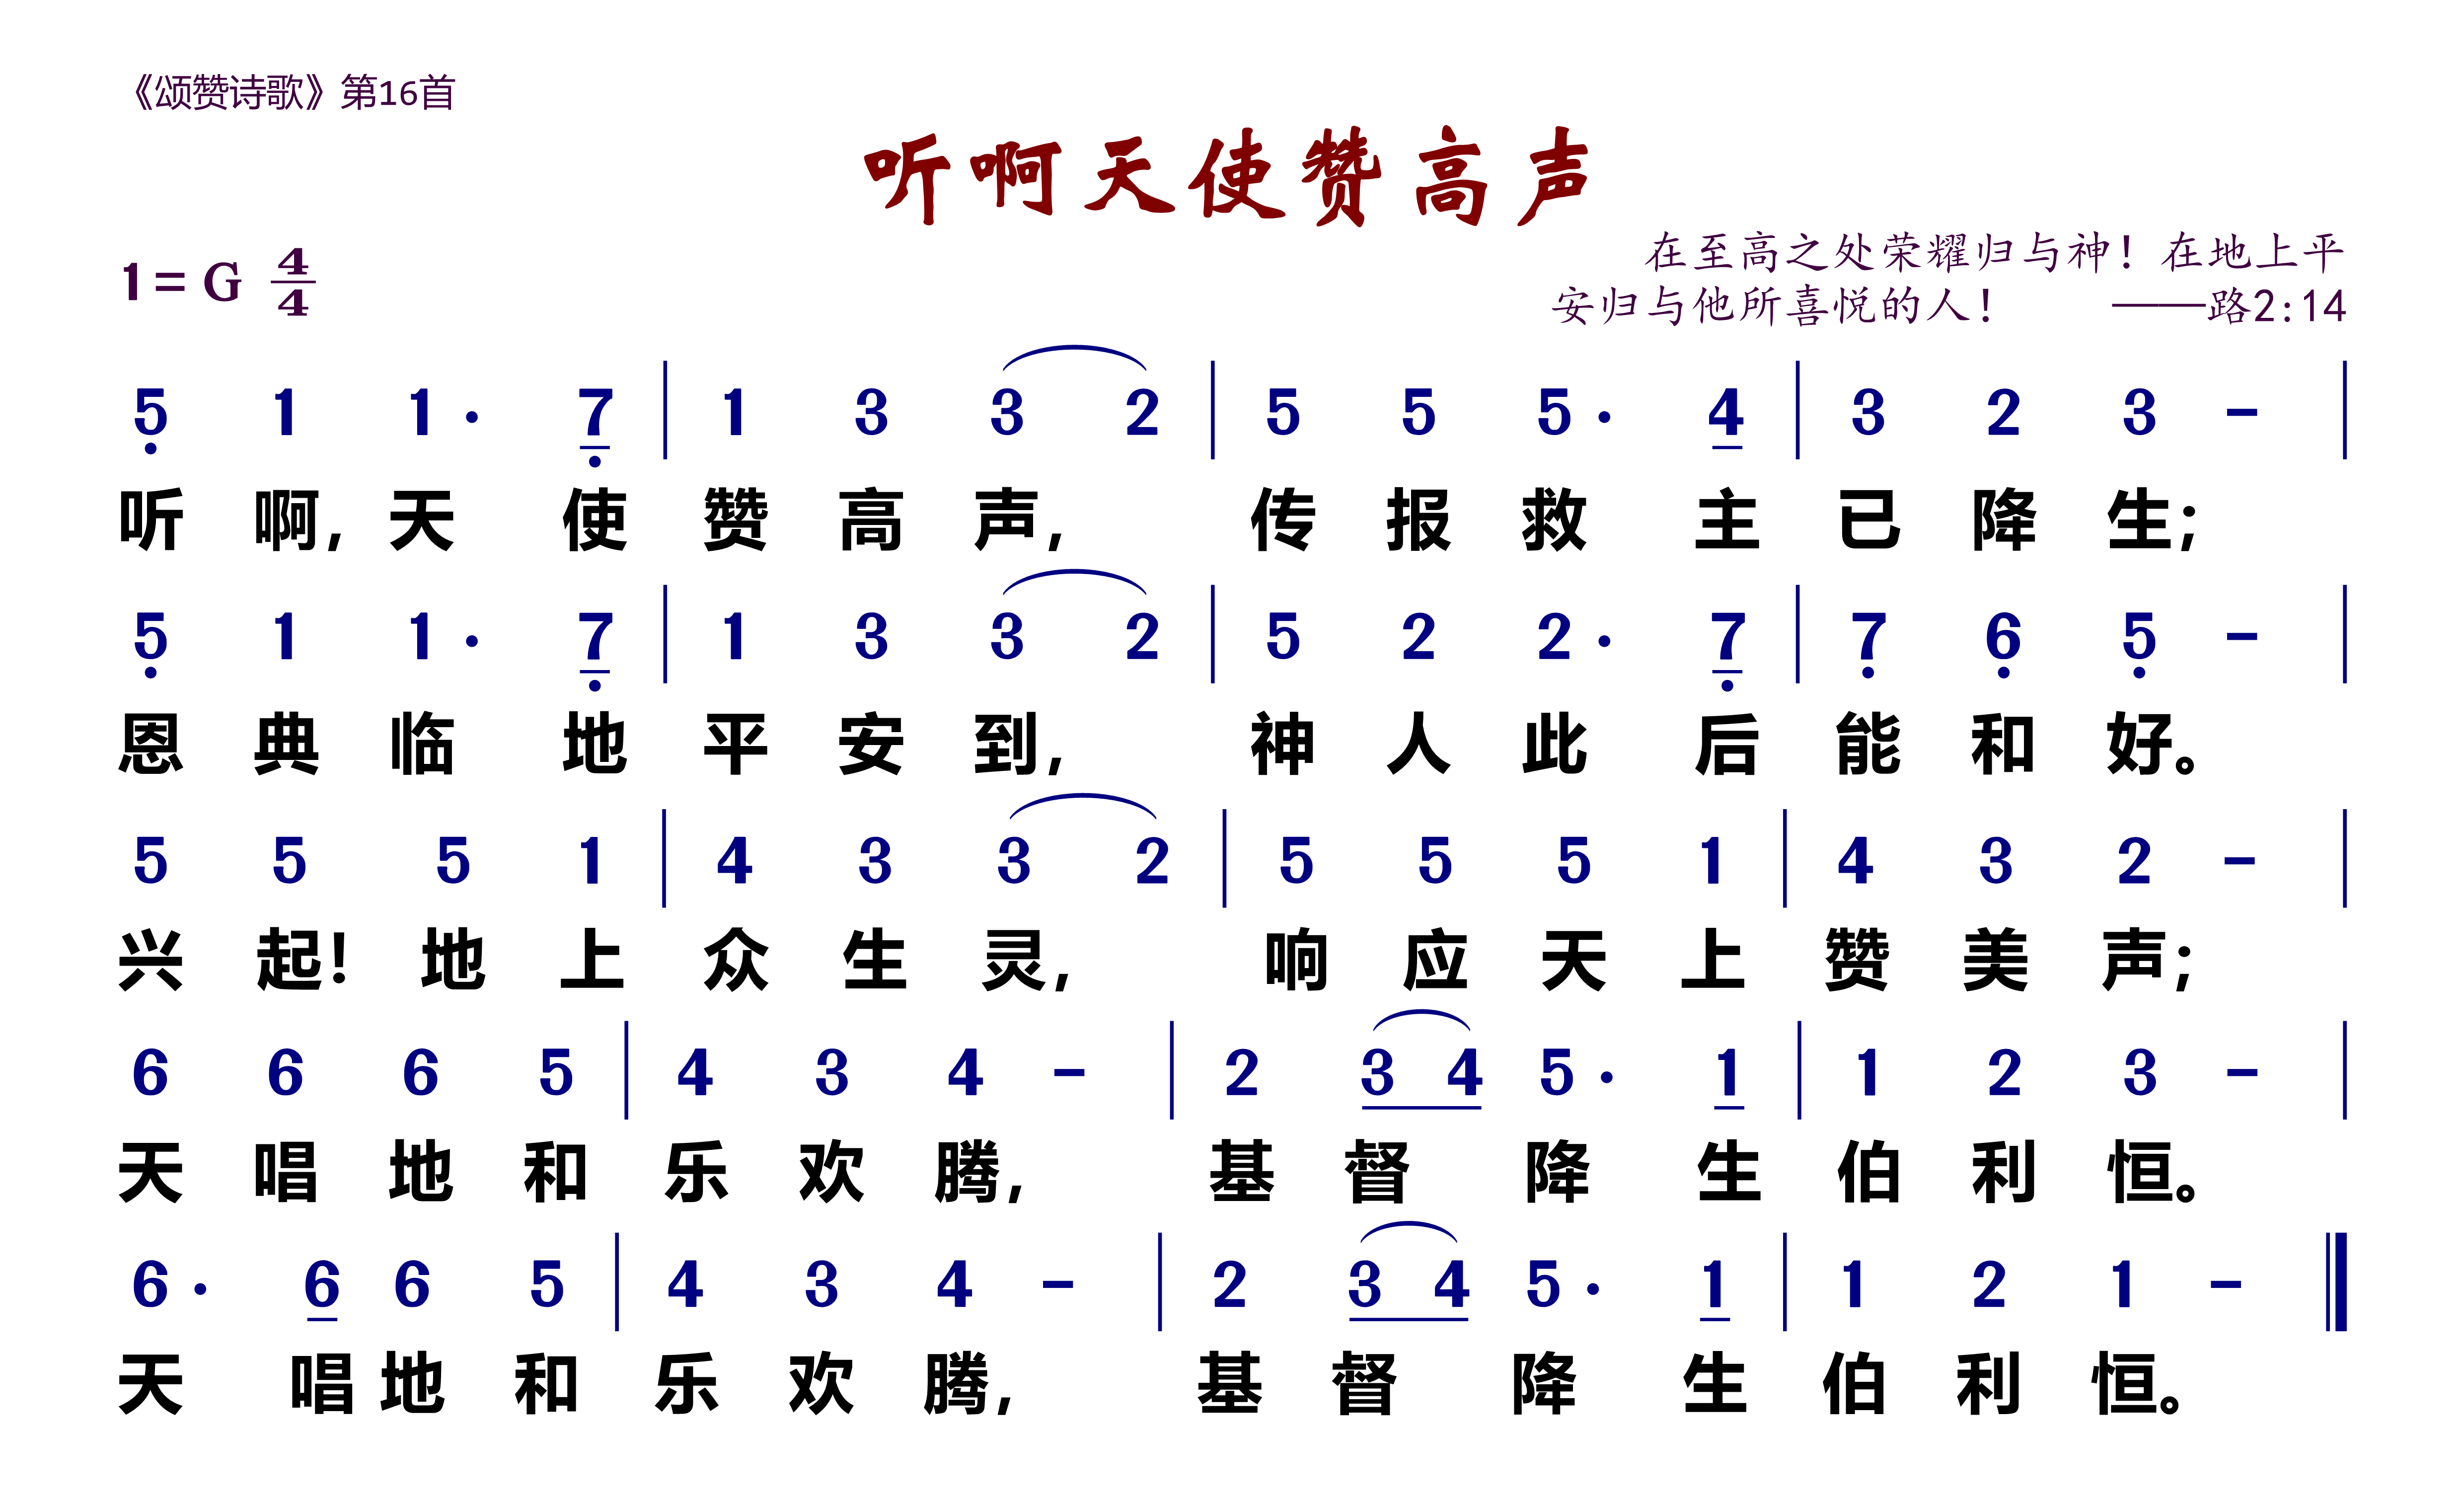 《颂赞诗歌》第16首
听啊天使赞高声
在至高之处荣耀归与神！在地上平
1=G 4/4
安归与他所喜悦的人！ ——路2:14
5 1 1· 7 | 1 3 3 2 | 5 5 5· 4 | 3 2 3 - |
听啊,天使赞高声, 传报救主已降生;
5 1 1· 7 | 1 3 3 2 | 5 2 2· 7 | 7 6 5 - |
恩典临地平安到, 神人此后能和好。
5 5 5 1 | 4 3 3 2 | 5 5 5 1 | 4 3 2 - |
兴起!地上众生灵, 响应天上赞美声;
6 6 6 5 | 4 3 4 - | 2 3 4 5· 1 | 1 2 3 - |
天唱地和乐欢腾, 基督降生伯利恒。
6· 6 6 5 | 4 3 4 - | 2 3 4 5· 1 | 1 2 1 - ‖
天唱地和乐欢腾, 基督降生伯利恒。